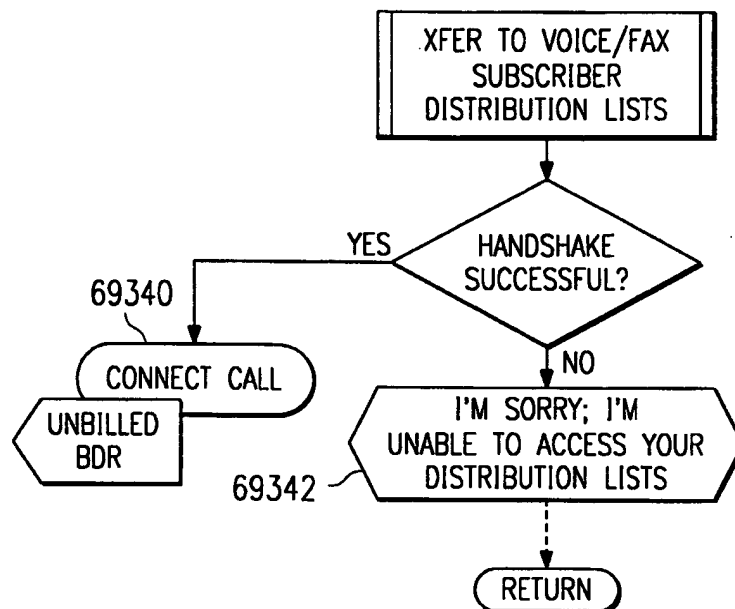 XFER TO VOICE/FAX
SUBSCRIBER
DISTRIBUTION LISTS
HANDSHAKE
SUCCESSFUL?
YES
NO
69340
CONNECT CALL
UNBILLED
BDR
I'M SORRY; I'M
UNABLE TO ACCESS YOUR
DISTRIBUTION LISTS
69342
RETURN